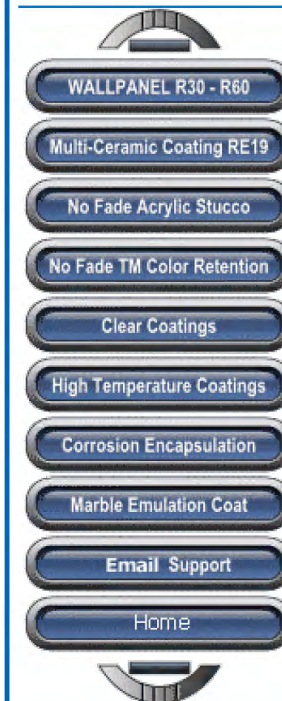 WALLPANEL R30 - R60
Multi-Ceramic Coating RE19
No Fade Acrylic Stucco
No Fade TM Color Retention
Clear Coatings
High Temperature Coatings
Corrosion Encapsulation
Marble Emulation Coat
Email Support
Home